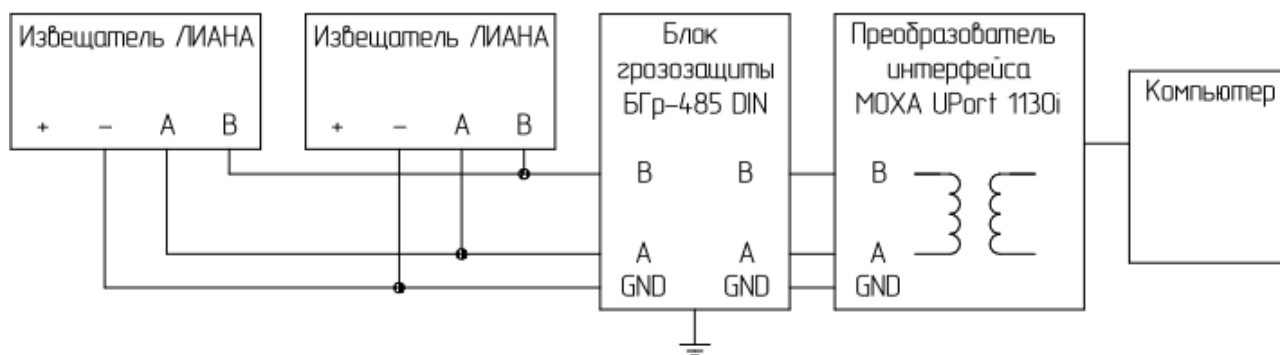 Извещатель ЛИАНА
+ − А В
Извещатель ЛИАНА
+ − А В
Блок
грозозащиты
БГр-485 DIN
В В
А А
GND GND
Преобразователь
интерфейса
MOXA UPort 1130i
В
А
GND
Компьютер